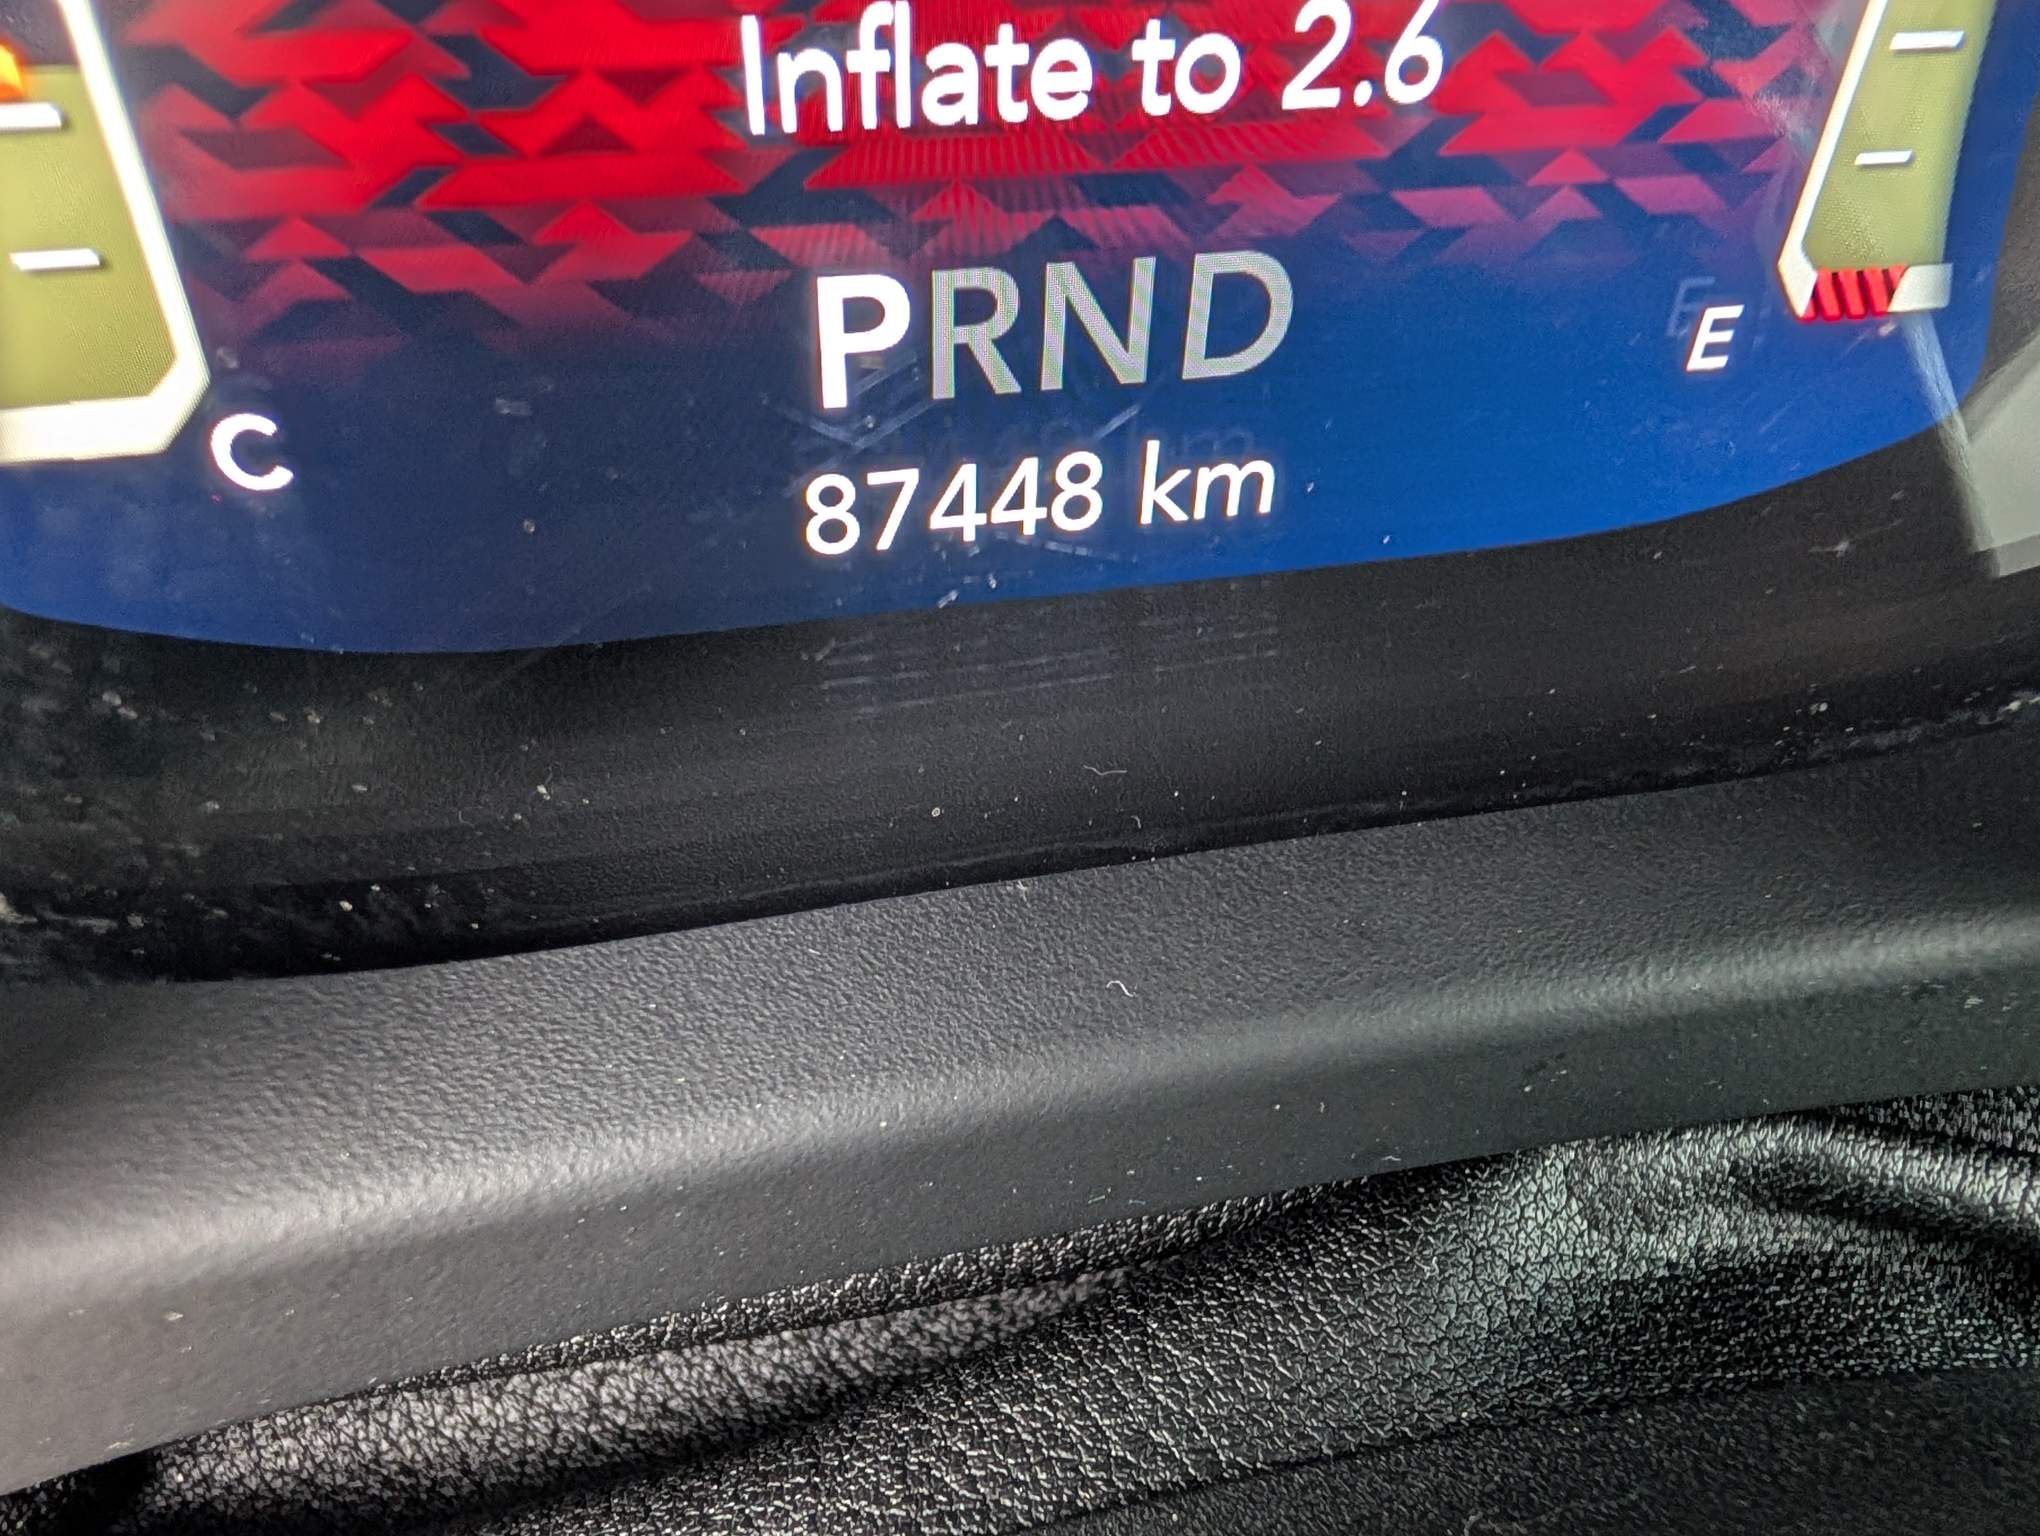 Inflate to 2.6
PRND
E
C
87448 km